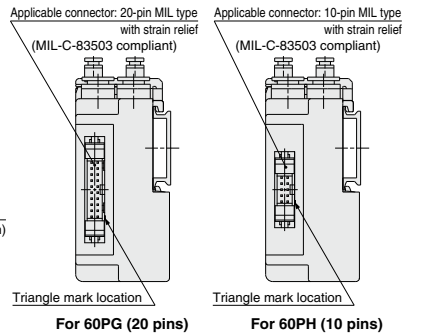 Applicable connector: 20-pin MIL type
with strain relief
(MIL-C-83503 compliant)
Applicable connector: 10-pin MIL type
with strain relief
(MIL-C-83503 compliant)
)
Triangle mark location
Triangle mark location
For 60PG (20 pins)
For 60PH (10 pins)